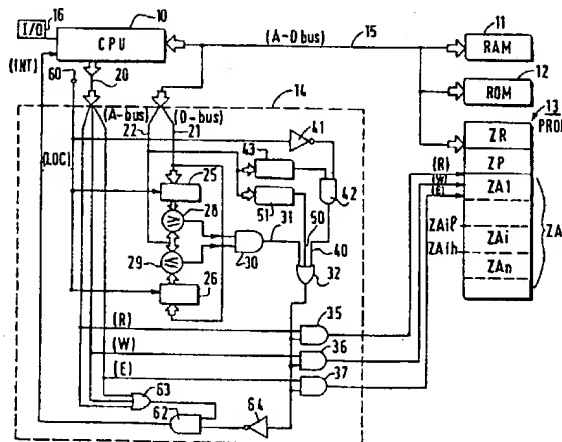 16
I/O
10
CPU
(A-D bus)
15
11
RAM
12
ROM
13
PROM
(INT)
60
20
(A-bus)
(D-bus)
22
21
14
41
43
42
51
(LOC)
25
28
29
26
30
31
50
40
32
ZR
ZP
ZA1
ZAiℓ
ZAi
ZAih
ZAn
ZA
(R)
(W)
(E)
35
36
37
(R)
(W)
(E)
63
62
64